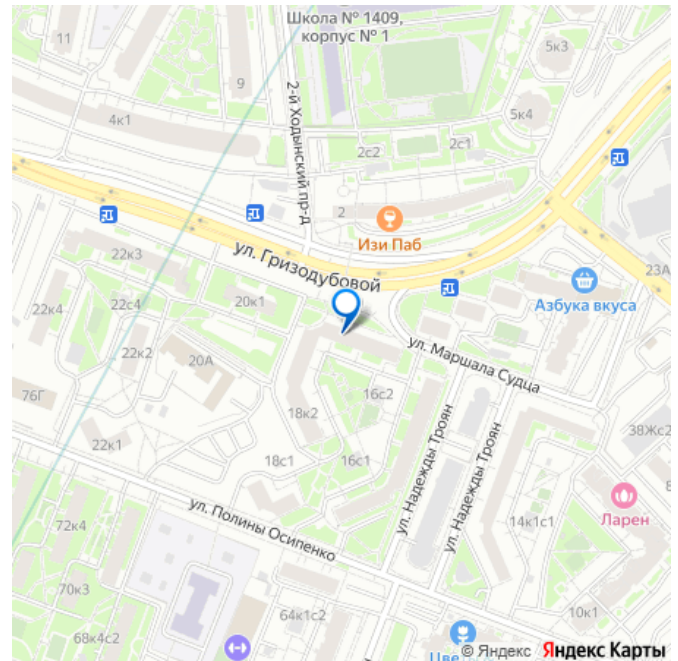 Школа № 1409,
корпус № 1
11
5к3
9
2-й Ходынский пр-д
5к4
4к1
2с2
2с1
2
Изи Паб
ул. Гризодубовой
22к3
23А
Азбука вкуса
20к1
22с4
22к4
ул. Маршала Судца
22к2
20А
76Г
16с2
18к2
38Жс2
22к1
18с1
16с1
ул. Надежды Троян
ул. Надежды Троян
Ларен
ул. Полины Осипенко
14к1с1
72к4
70к3
64к1с2
10к1
68к4с2
© Яндекс Яндекс Карты